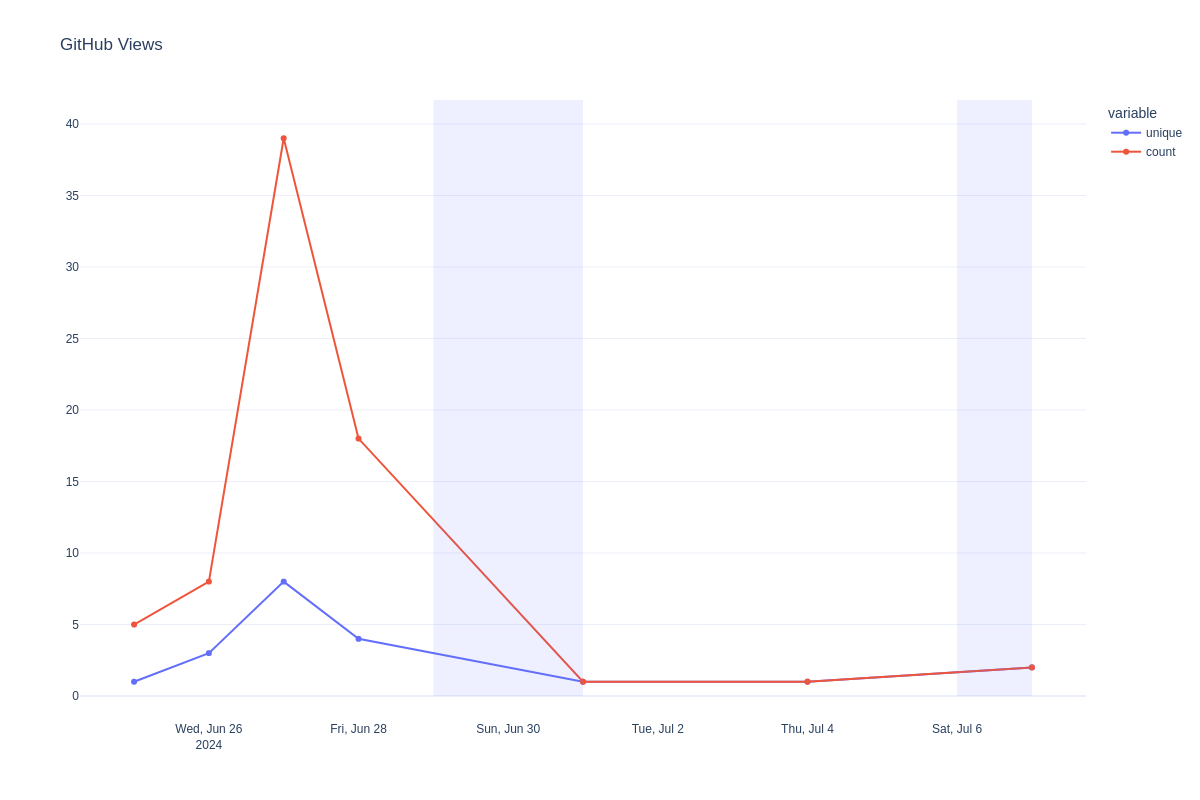 GitHub Views
variable
unique
count
40
35
30
25
20
15
10
5
0
Wed, Jun 26
2024
Fri, Jun 28
Sun, Jun 30
Tue, Jul 2
Thu, Jul 4
Sat, Jul 6